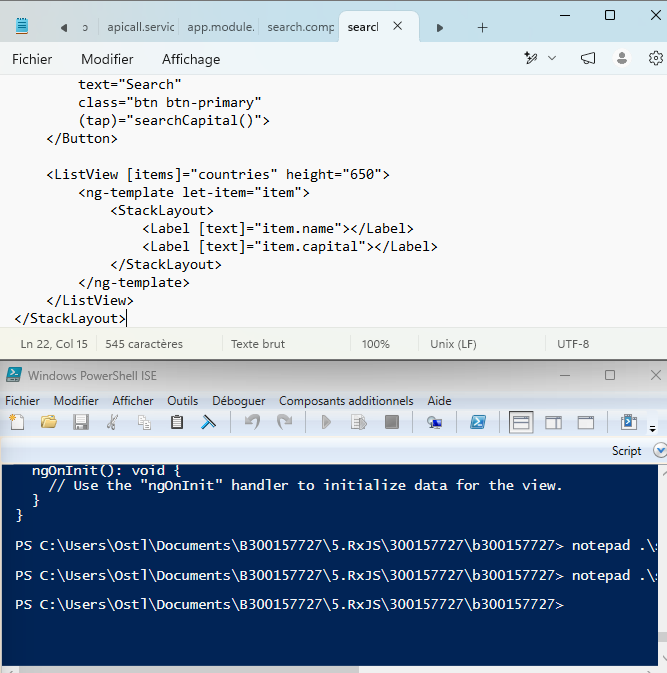 apicall.servic app.module. search.comp search
Fichier Modifier Affichage
text="Search"
class="btn btn-primary"
(tap)="searchCapital()">
</Button>
<ListView [items]="countries" height="650">
<ng-template let-item="item">
<StackLayout>
<Label [text]="item.name"></Label>
<Label [text]="item.capital"></Label>
</StackLayout>
</ng-template>
</ListView>
</StackLayout>
Ln 22, Col 15 545 caractères Texte brut 100% Unix (LF) UTF-8
Windows PowerShell ISE
Fichier Modifier Afficher Outils Déboguer Composants additionnels Aide
Script
ngOnInit(): void {
// Use the "ngOnInit" handler to initialize data for the view.
}
}
PS C:\Users\Ostl\Documents\B300157727\5.RxJS\300157727\b300157727> notepad .\s
PS C:\Users\Ostl\Documents\B300157727\5.RxJS\300157727\b300157727> notepad .\s
PS C:\Users\Ostl\Documents\B300157727\5.RxJS\300157727\b300157727>